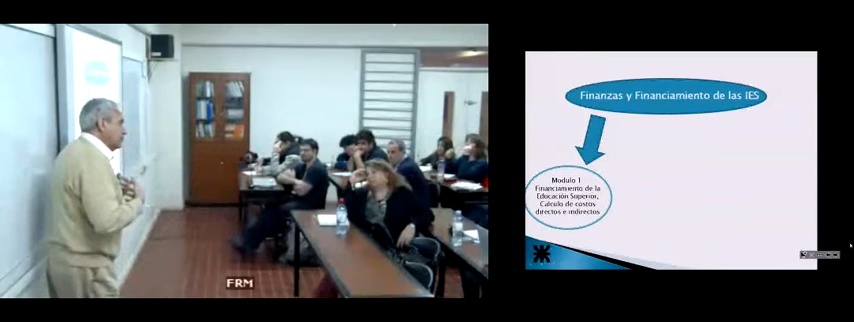 FRM
Finanzas y Financiamiento de las IES
Modulo 1
Financiamiento de la
Educación Superior,
Calculo de costos
directos e indirectos